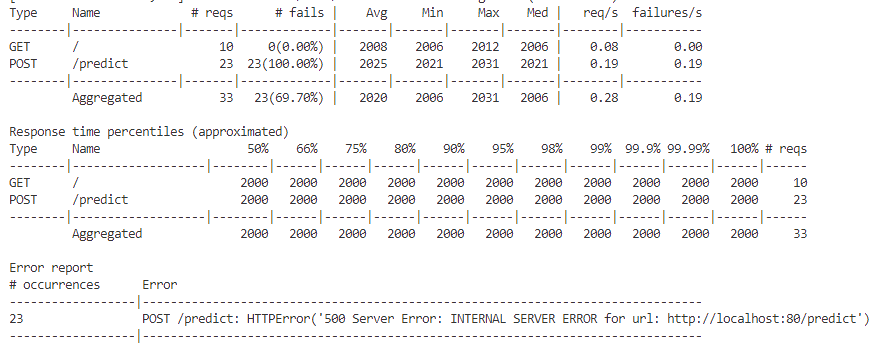 Type     Name          # reqs      # fails |    Avg     Min     Max    Med |   req/s  failures/s
--------|--------------|-------|-------------|-------|-------|-------|-------|--------|-----------
GET      /                 10     0(0.00%) |   2008    2006    2012   2006 |    0.08        0.00
POST     /predict          23  23(100.00%) |   2025    2021    2031   2021 |    0.19        0.19
--------|--------------|-------|-------------|-------|-------|-------|-------|--------|-----------
         Aggregated        33   23(69.70%) |   2020    2006    2031   2006 |    0.28        0.19
Response time percentiles (approximated)
Type     Name                  50%    66%    75%    80%    90%    95%    98%    99%  99.9% 99.99%   100% # reqs
--------|--------------|--------|------|------|------|------|------|------|------|------|------|------|------
GET      /                    2000   2000   2000   2000   2000   2000   2000   2000   2000   2000   2000     10
POST     /predict             2000   2000   2000   2000   2000   2000   2000   2000   2000   2000   2000     23
--------|--------------|--------|------|------|------|------|------|------|------|------|------|------|------
         Aggregated           2000   2000   2000   2000   2000   2000   2000   2000   2000   2000   2000     33
Error report
# occurrences      Error
----------------|------------------------------------------------------------------------
23                 POST /predict: HTTPError('500 Server Error: INTERNAL SERVER ERROR for url: http://localhost:80/predict')
----------------|------------------------------------------------------------------------